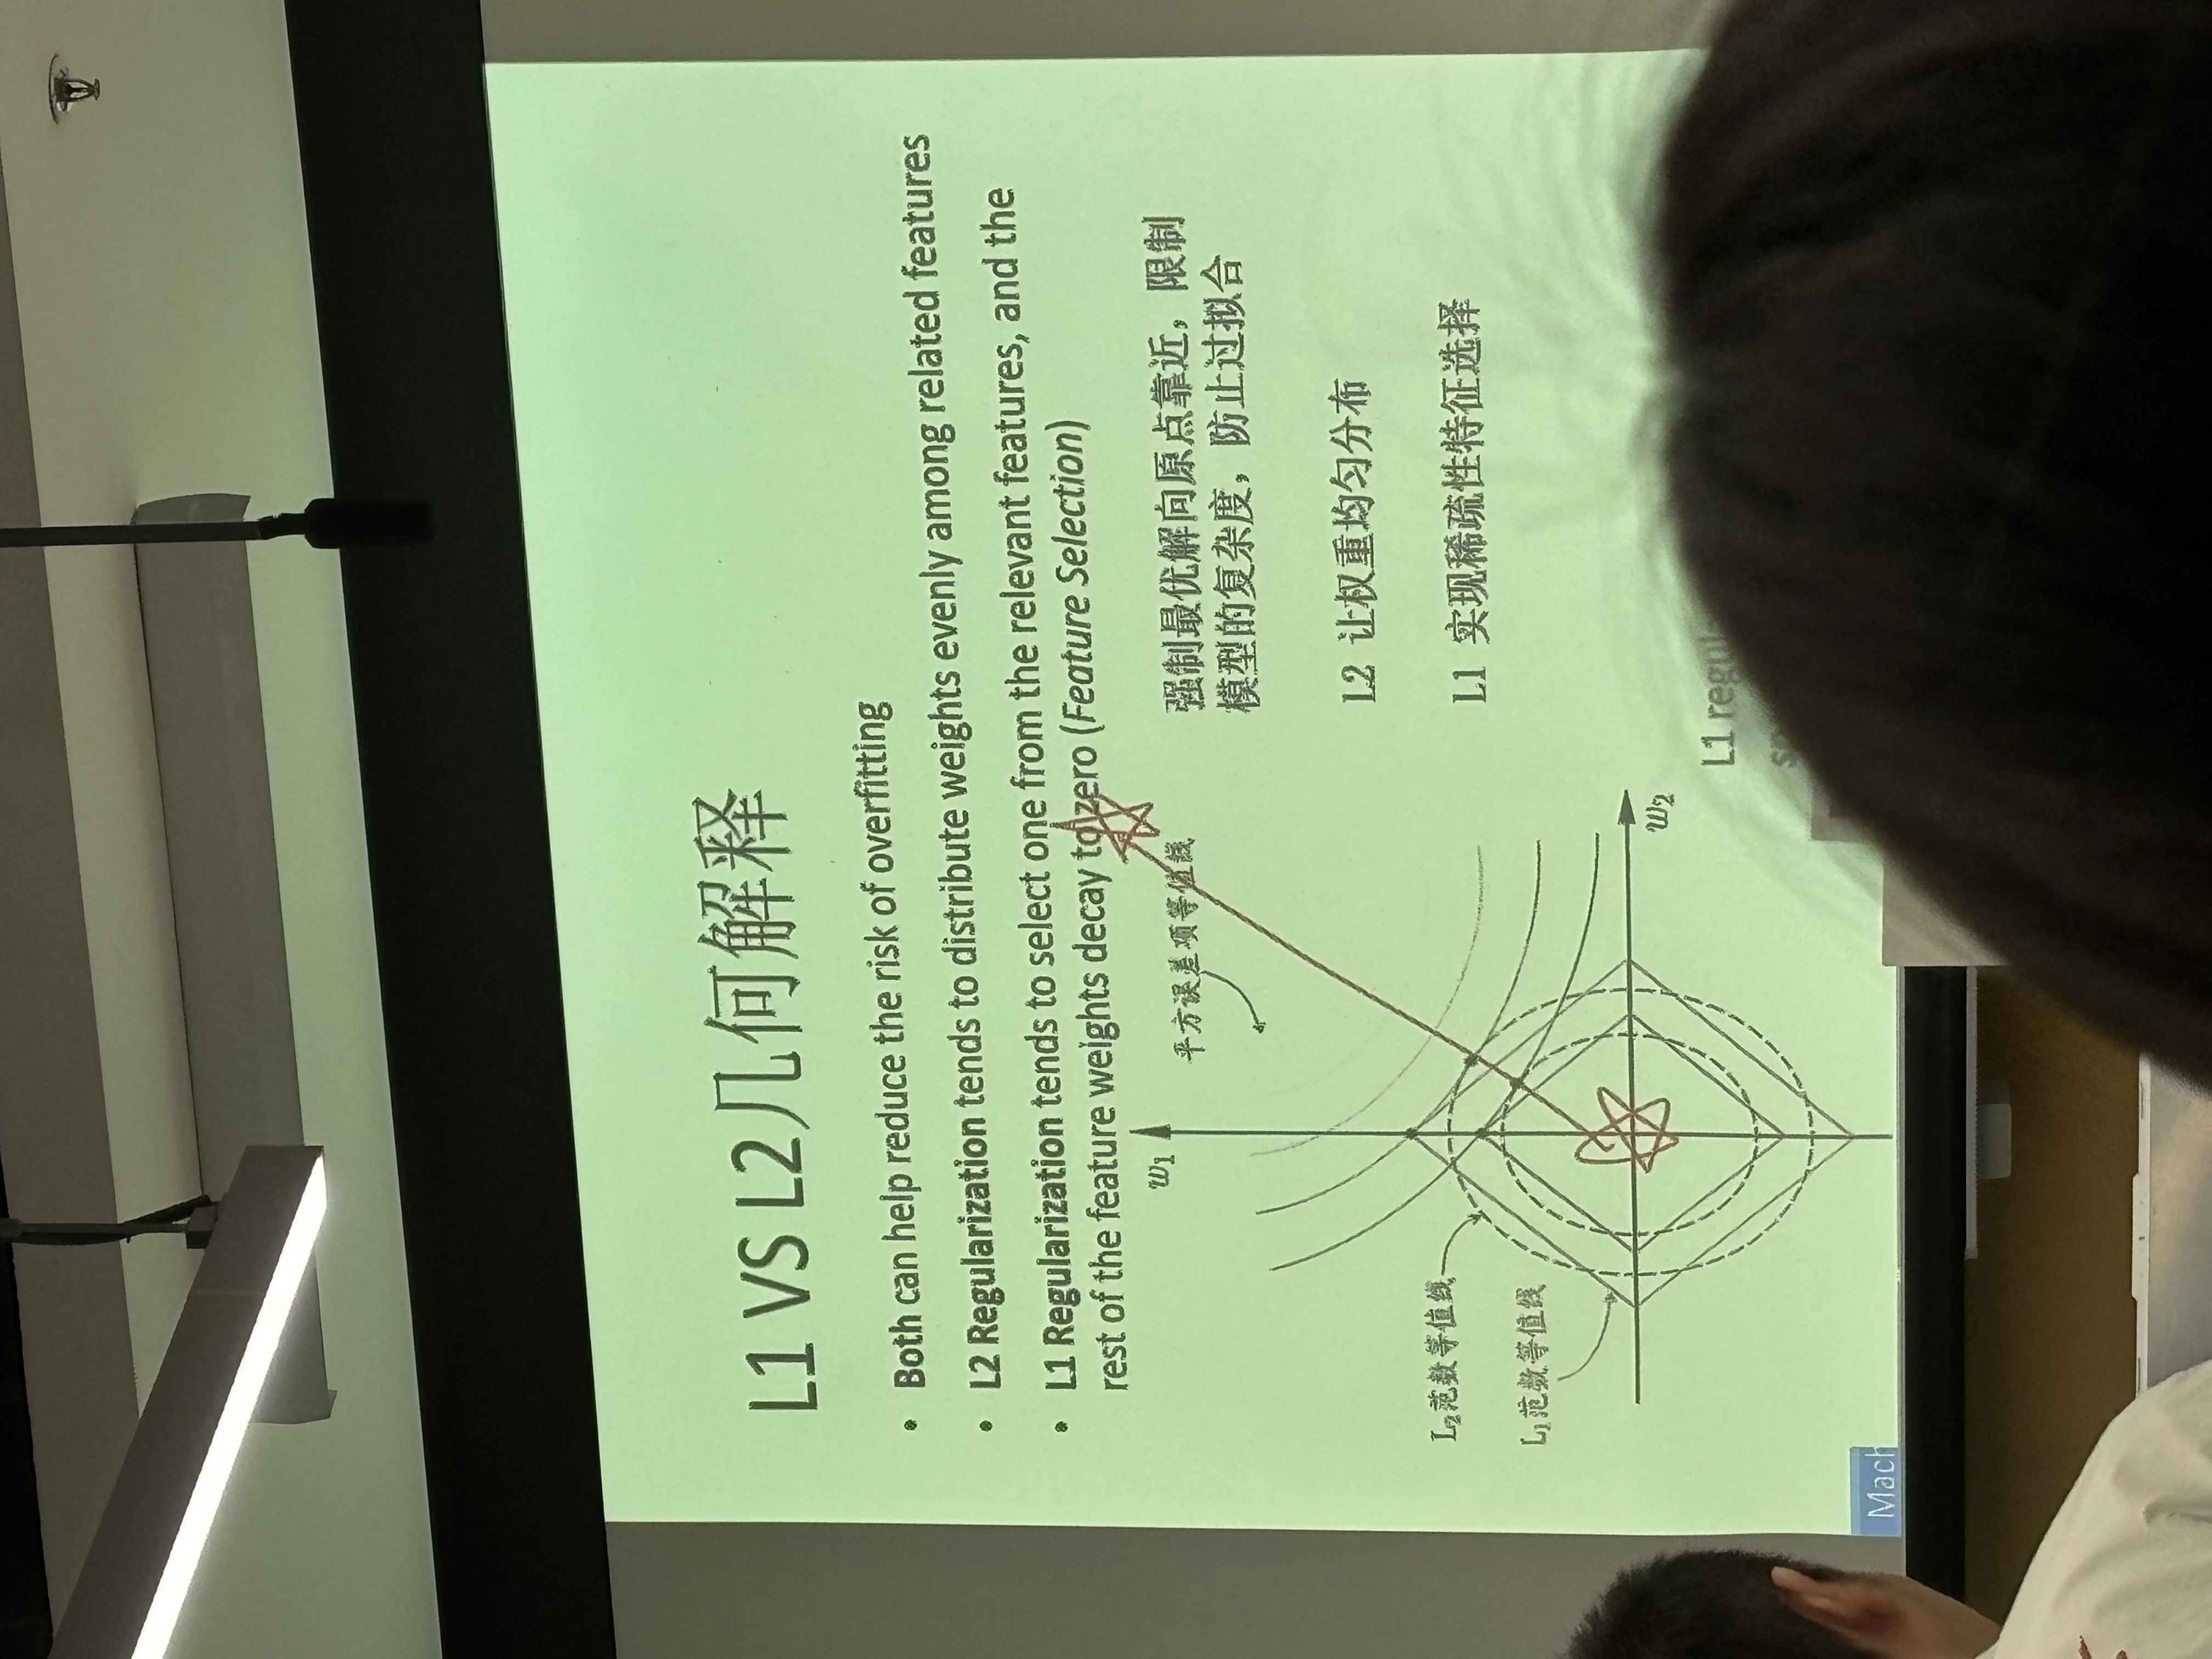 L1 VS L2几何解释
• Both can help reduce the risk of overfitting
• L2 Regularization tends to distribute weights evenly among related features
• L1 Regularization tends to select one from the relevant features, and the
rest of the feature weights decay to zero (Feature Selection)
w₁
平方误差项等值线
强制最优解向原点靠近，限制
模型的复杂度，防止过拟合
L2 让权重均匀分布
L₂范数等值线
L1 实现稀疏性特征选择
L₁范数等值线
w₂
L1
Mach